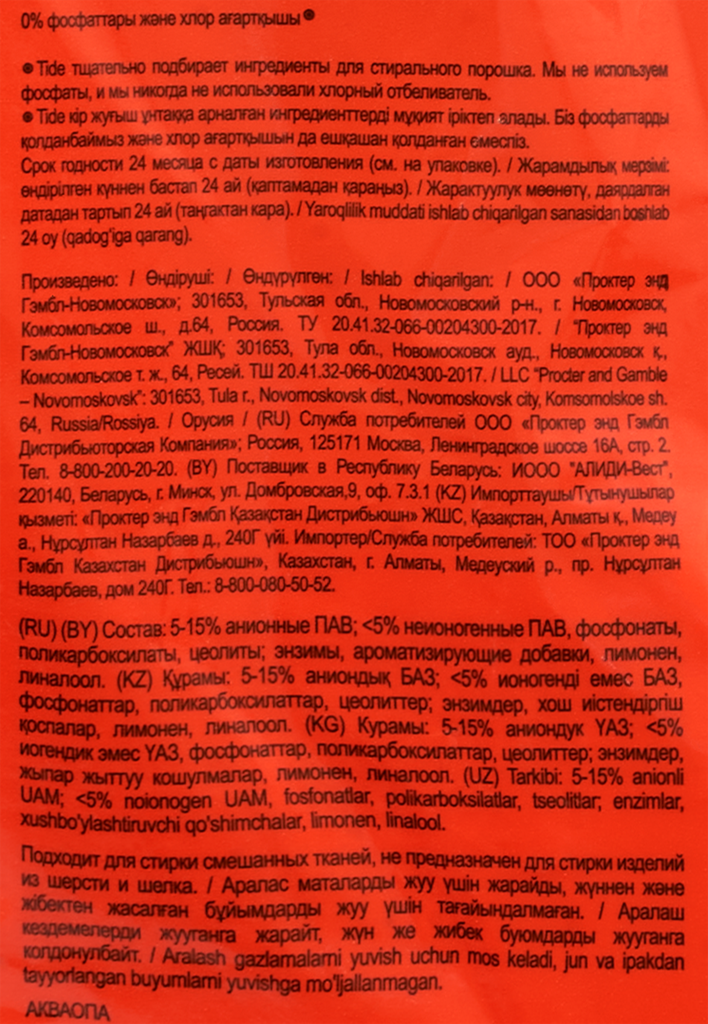 0% фосфаттары және хлор ағартқышы®
® Tide тщательно подбирает ингредиенты для стирального порошка. Мы не используем
фосфаты, и мы никогда не использовали хлорный отбеливатель.
® Tide кір жуғыш ұнтаққа арналған ингредиенттерді мұқият іріктеп алады. Біз фосфаттарды
қолданбаймыз және хлор ағартқышын да ешқашан қолданған емеспіз.
Срок годности 24 месяца с даты изготовления (см. на упаковке). / Жарамдылық мерзімі:
өндірілген күннен бастап 24 ай (қаптамадан қараңыз). / Жарактуулук мөөнөтү, даярдалган
датадан тартып 24 ай (таңгактан кара). / Yaroqlilik muddati ishlab chiqarilgan sanasidan boshlab
24 oy (qadog'iga qarang).
Произведено: / Өндіруші: / Өндүрүлгөн: / Ishlab chiqarilgan: / ООО «Проктер энд
Гэмбл-Новомосковск»; 301653, Тульская обл., Новомосковский р-н., г. Новомосковск,
Комсомольское ш., д.64, Россия. ТУ 20.41.32-066-00204300-2017. / "Проктер энд
Гэмбл-Новомосковск" ЖШҚ; 301653, Тула обл., Новомосковск ауд., Новомосковск қ.,
Комсомольское т. ж., 64, Ресей. ТШ 20.41.32-066-00204300-2017. / LLC "Procter and Gamble
– Novomoskovsk": 301653, Tula r., Novomoskovsk dist., Novomoskovsk city, Komsomolskoe sh.
64, Russia/Rossiya. / Орусия / (RU) Служба потребителей ООО «Проктер энд Гэмбл
Дистрибьюторская Компания»; Россия, 125171 Москва, Ленинградское шоссе 16А, стр. 2.
Тел. 8-800-200-20-20. (BY) Поставщик в Республику Беларусь: ИООО "АЛИДИ-Вест",
220140, Беларусь, г. Минск, ул. Домбровская,9, оф. 7.3.1 (KZ) Импорттаушы/Тұтынушылар
қызметі: «Проктер энд Гэмбл Қазақстан Дистрибьюшн» ЖШС, Қазақстан, Алматы қ., Медеу
а., Нұрсұлтан Назарбаев д., 240Г үйі. Импортер/Служба потребителей: ТОО «Проктер энд
Гэмбл Казахстан Дистрибьюшн», Казахстан, г. Алматы, Медеуский р., пр. Нұрсұлтан
Назарбаев, дом 240Г. Тел.: 8-800-080-50-52.
(RU) (BY) Состав: 5-15% анионные ПАВ; <5% неионогенные ПАВ, фосфонаты,
поликарбоксилаты, цеолиты; энзимы, ароматизирующие добавки, лимонен,
линалоол. (KZ) Құрамы: 5-15% аниондық БАЗ; <5% ионогенді емес БАЗ,
фосфонаттар, поликарбоксилаттар, цеолиттер; энзимдер, хош иістендіргіш
қоспалар, лимонен, линалоол. (KG) Курамы: 5-15% аниондук ҮАЗ; <5%
иогендик эмес ҮАЗ, фосфонаттар, поликарбоксилаттар, цеолиттер; энзимдер,
жыпар жыттуу кошулмалар, лимонен, линалоол. (UZ) Tarkibi: 5-15% anionli
UAM; <5% noionogen UAM, fosfonatlar, polikarboksilatlar, tseolitlar; enzimlar,
xushbo'ylashtiruvchi qo'shimchalar, limonen, linalool.
Подходит для стирки смешанных тканей, не предназначен для стирки изделий
из шерсти и шелка. / Аралас маталарды жуу үшін жарайды, жүннен және
жібектен жасалған бұйымдарды жуу үшін тағайындалмаған. / Аралаш
кездемелерди жууганга жарайт, жүн же жибек буюмдарды жууганга
колдонулбайт. / Aralash gazlamalarni yuvish uchun mos keladi, jun va ipakdan
tayyorlangan buyumlarni yuvishga mo'ljallanmagan.
АКВАОПА